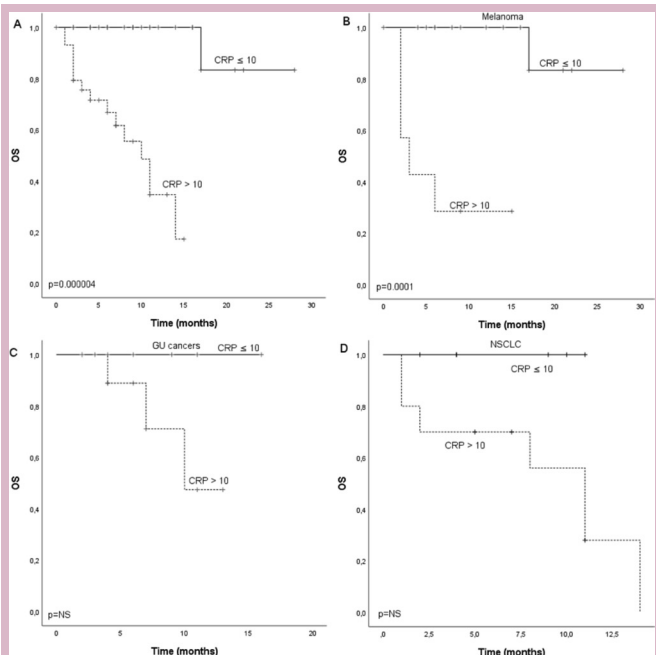 A
1,0
0,8
0,6
0,4
0,2
0,0
OS
CRP ≤ 10
CRP > 10
p=0.000004
0 5 10 15 20 25 30
Time (months)
B
Melanoma
1,0
0,8
0,6
0,4
0,2
0,0
OS
CRP ≤ 10
CRP > 10
p=0.0001
0 5 10 15 20 25 30
Time (months)
C
GU cancers
1,0
0,8
0,6
0,4
0,2
0,0
OS
CRP ≤ 10
CRP > 10
p=NS
0 5 10 15 20
Time (months)
D
NSCLC
1,0
0,8
0,6
0,4
0,2
0,0
OS
CRP ≤ 10
CRP > 10
p=NS
,0 2,5 5,0 7,5 10,0 12,5
Time (months)